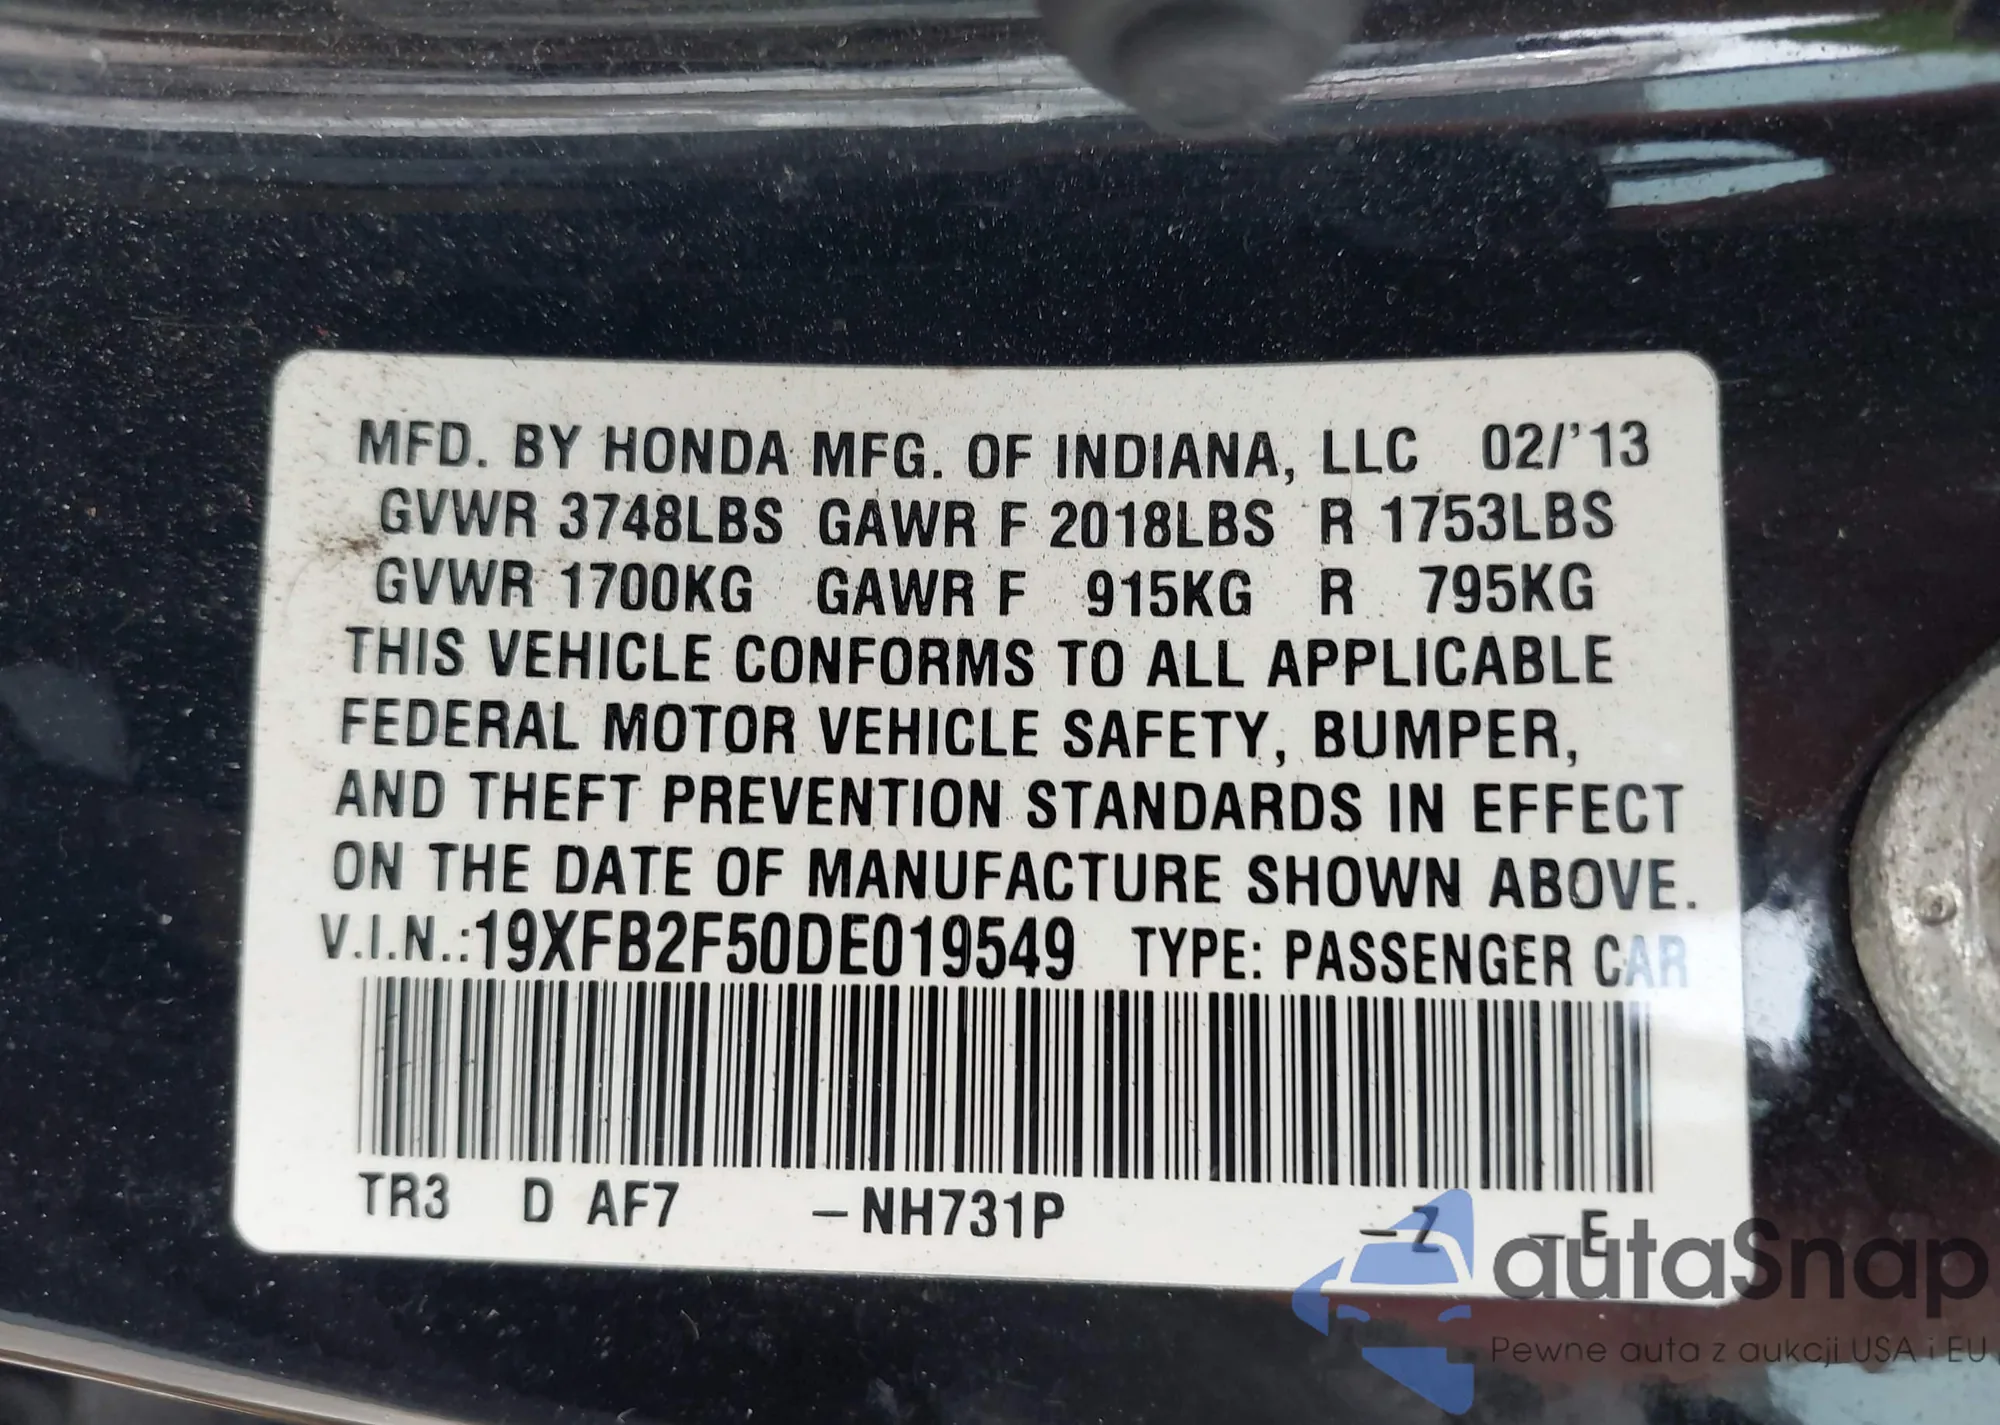 MFD. BY HONDA MFG. OF INDIANA, LLC 02/'13
GVWR 3748LBS GAWR F 2018LBS R 1753LBS
GVWR 1700KG GAWR F 915KG R 795KG
THIS VEHICLE CONFORMS TO ALL APPLICABLE
FEDERAL MOTOR VEHICLE SAFETY, BUMPER,
AND THEFT PREVENTION STANDARDS IN EFFECT
ON THE DATE OF MANUFACTURE SHOWN ABOVE.
V.I.N.:19XFB2F50DE019549 TYPE: PASSENGER CAR
TR3 D AF7 –NH731P –Z –E
autaSnap
Pewne auta z aukcji USA i EU